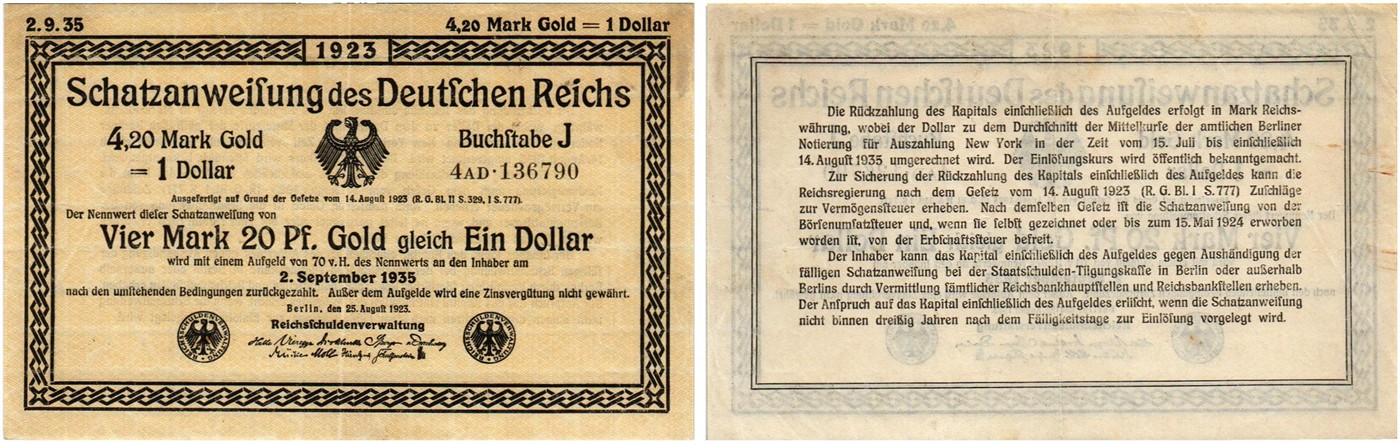 2.9.35
4,20 Mark Gold = 1 Dollar
1923
Schatzanweiſung des Deutſchen Reichs
4,20 Mark Gold
= 1 Dollar
Buchſtabe J
4AD·136790
Ausgefertigt auf Grund der Geſetze vom 14. Auguſt 1923 (R. G. Bl. II S. 329, I S. 777).
Der Nennwert dieſer Schatzanweiſung von
Vier Mark 20 Pf. Gold gleich Ein Dollar
wird mit einem Aufgeld von 70 v. H. des Nennwerts an den Inhaber am
2. September 1935
nach den umſtehenden Bedingungen zurückgezahlt. Außer dem Aufgelde wird eine Zinsvergütung nicht gewährt.
Berlin, den 25. Auguſt 1923.
Reichsſchuldenverwaltung
REICHSSCHULDENVERWALTUNG
REICHSSCHULDENVERWALTUNG
Die Rückzahlung des Kapitals einſchließlich des Aufgeldes erfolgt in Mark Reichs-
währung, wobei der Dollar zu dem Durchſchnitt der Mittelkurſe der amtlichen Berliner
Notierung für Auszahlung New York in der Zeit vom 15. Juli bis einſchließlich
14. Auguſt 1935 umgerechnet wird. Der Einlöſungskurs wird öffentlich bekanntgemacht.
Zur Sicherung der Rückzahlung des Kapitals einſchließlich des Aufgeldes kann die
Reichsregierung nach dem Geſetz vom 14. Auguſt 1923 (R. G. Bl. I S. 777) Zuſchläge
zur Vermögenſteuer erheben. Nach demſelben Geſetz iſt die Schatzanweiſung von der
Börſenumſatzſteuer und, wenn ſie ſelbſt gezeichnet oder bis zum 15. Mai 1924 erworben
worden iſt, von der Erbſchaftſteuer befreit.
Der Inhaber kann das Kapital einſchließlich des Aufgeldes gegen Aushändigung der
fälligen Schatzanweiſung bei der Staatsſchulden-Tilgungskaſſe in Berlin oder außerhalb
Berlins durch Vermittlung ſämtlicher Reichsbankhauptſtellen und Reichsbankſtellen erheben.
Der Anſpruch auf das Kapital einſchließlich des Aufgeldes erliſcht, wenn die Schatzanweiſung
nicht binnen dreißig Jahren nach dem Fälligkeitstage zur Einlöſung vorgelegt wird.